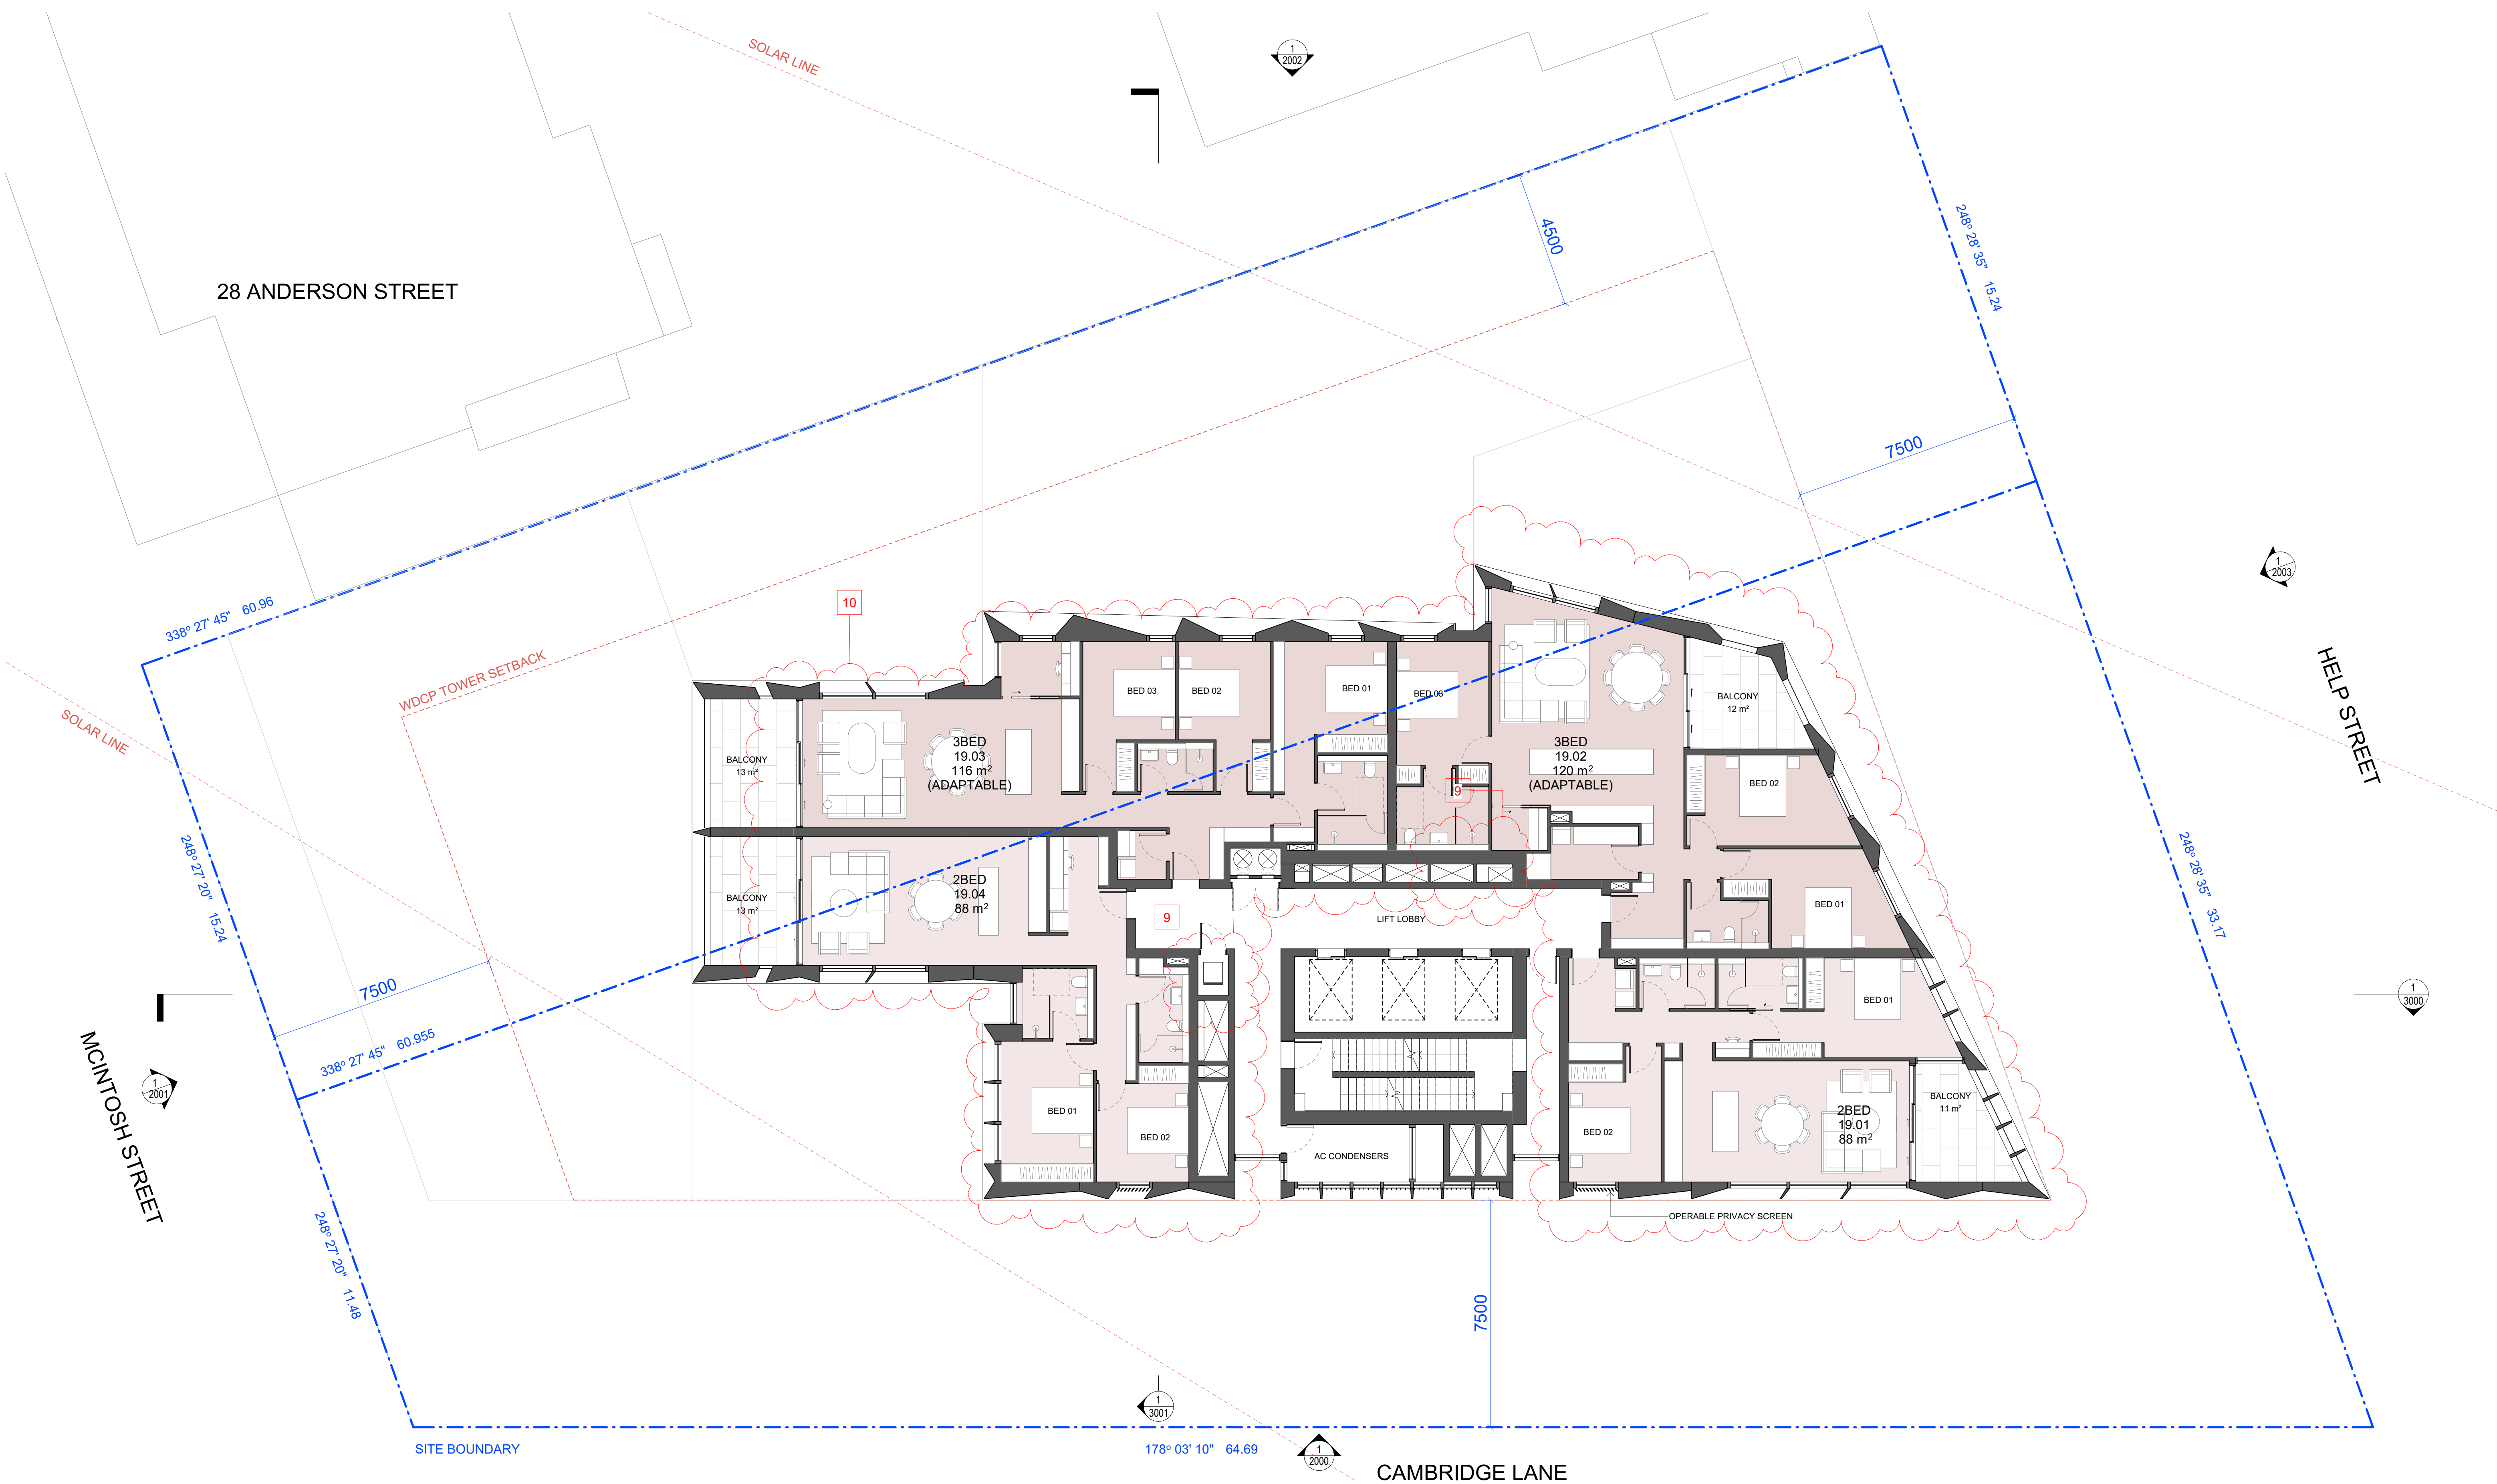 SOLAR LINE
1
2002
28 ANDERSON STREET
4500
248° 28' 35" 15.24
7500
1
2003
HELP STREET
10
338° 27' 45" 60.96
WDCP TOWER SETBACK
SOLAR LINE
BED 03
BED 02
BED 01
BED 03
BALCONY
12 m²
3BED
19.03
116 m²
(ADAPTABLE)
3BED
19.02
120 m²
(ADAPTABLE)
BALCONY
13 m²
BED 02
9
2BED
19.04
88 m²
BALCONY
13 m²
248° 27' 20" 15.24
248° 28' 35" 33.17
9
LIFT LOBBY
BED 01
7500
BED 01
1
3000
338° 27' 45" 60.955
MCINTOSH STREET
1
2001
BED 01
BED 02
BED 02
2BED
19.01
88 m²
BALCONY
11 m²
AC CONDENSERS
OPERABLE PRIVACY SCREEN
248° 27' 20" 11.48
7500
1
3001
SITE BOUNDARY
178° 03' 10" 64.69
1
2000
CAMBRIDGE LANE